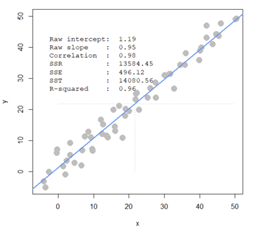 Raw intercept: 1.19
Raw slope : 0.95
Correlation : 0.98
SSR : 13584.45
SSE : 496.12
SST : 14080.56
R-squared : 0.96
50
40
30
20
10
0
y
0 10 20 30 40 50
x